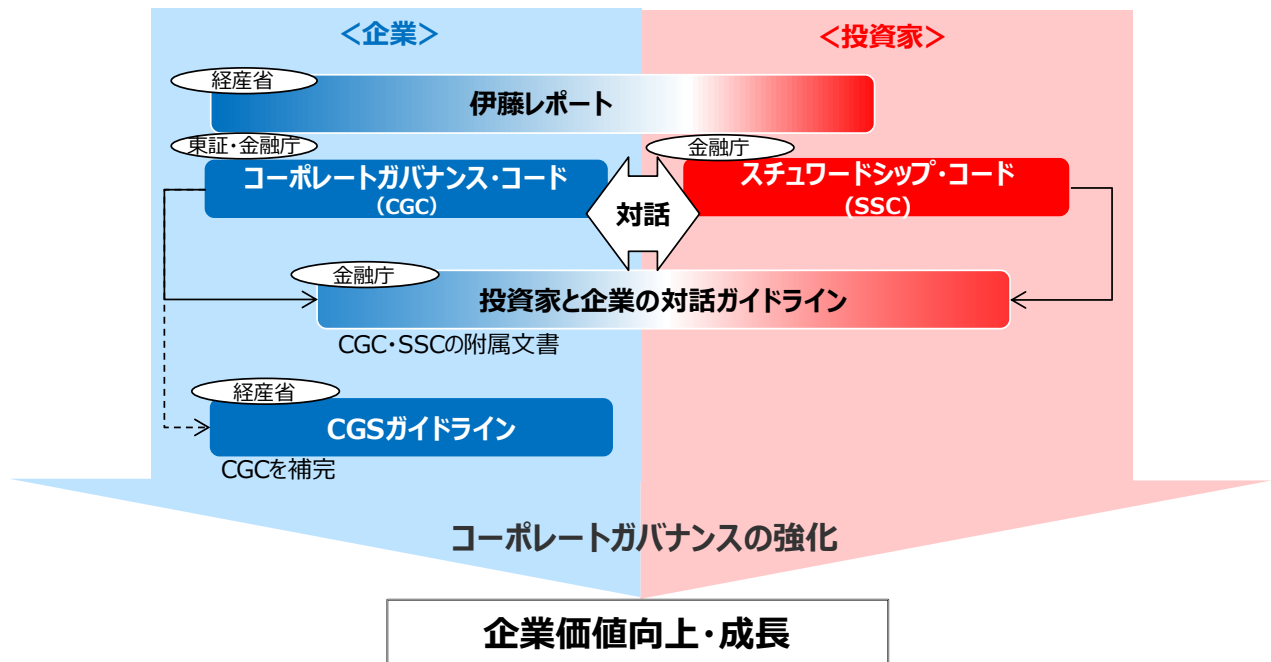 ＜企業＞
＜投資家＞
経産省
伊藤レポート
東証・金融庁
コーポレートガバナンス・コード
（CGC）
金融庁
スチュワードシップ・コード
（SSC）
対話
金融庁
投資家と企業の対話ガイドライン
CGC・SSCの附属文書
経産省
CGSガイドライン
CGCを補完
コーポレートガバナンスの強化
企業価値向上・成長